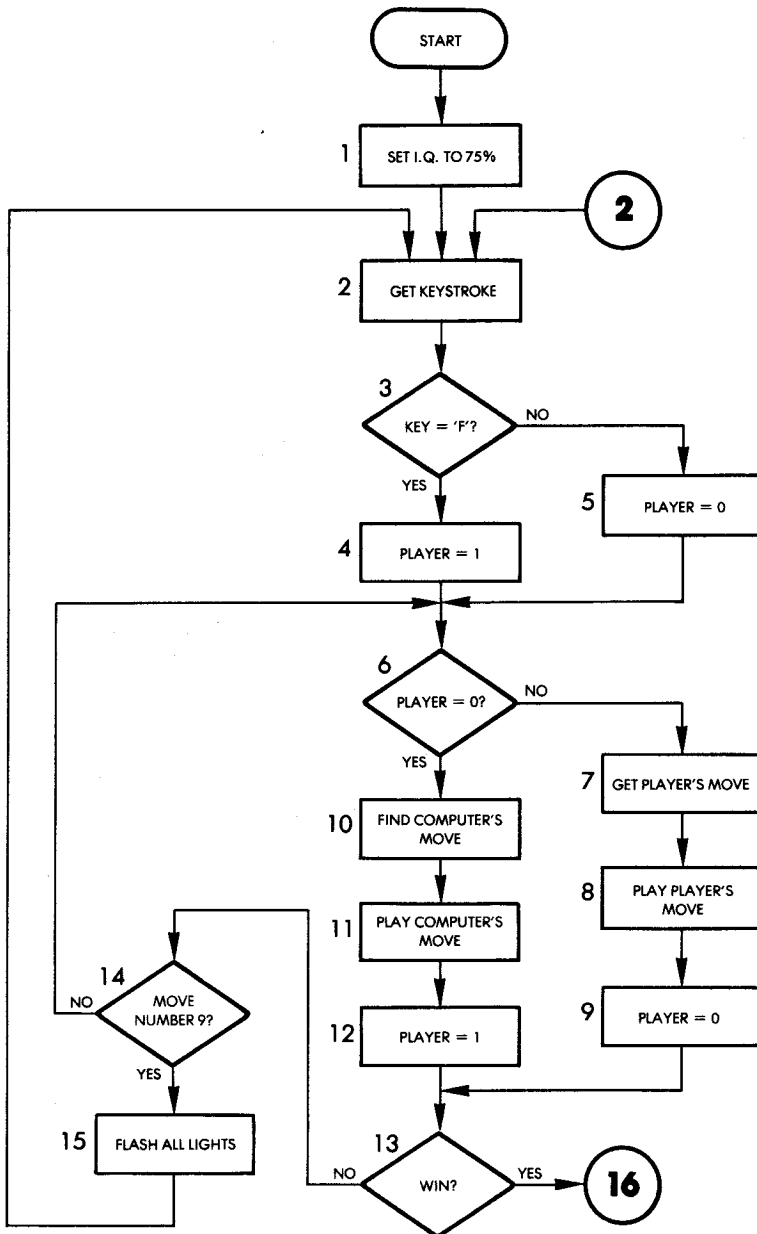 START
1
SET I.Q. TO 75%
2
2
GET KEYSTROKE
3
KEY = 'F'?
NO
YES
5
PLAYER = 0
4
PLAYER = 1
6
PLAYER = 0?
NO
YES
7
GET PLAYER'S MOVE
10
FIND COMPUTER'S
MOVE
8
PLAY PLAYER'S
MOVE
11
PLAY COMPUTER'S
MOVE
14
MOVE
NUMBER 9?
NO
YES
12
PLAYER = 1
9
PLAYER = 0
15
FLASH ALL LIGHTS
13
WIN?
NO
YES
16